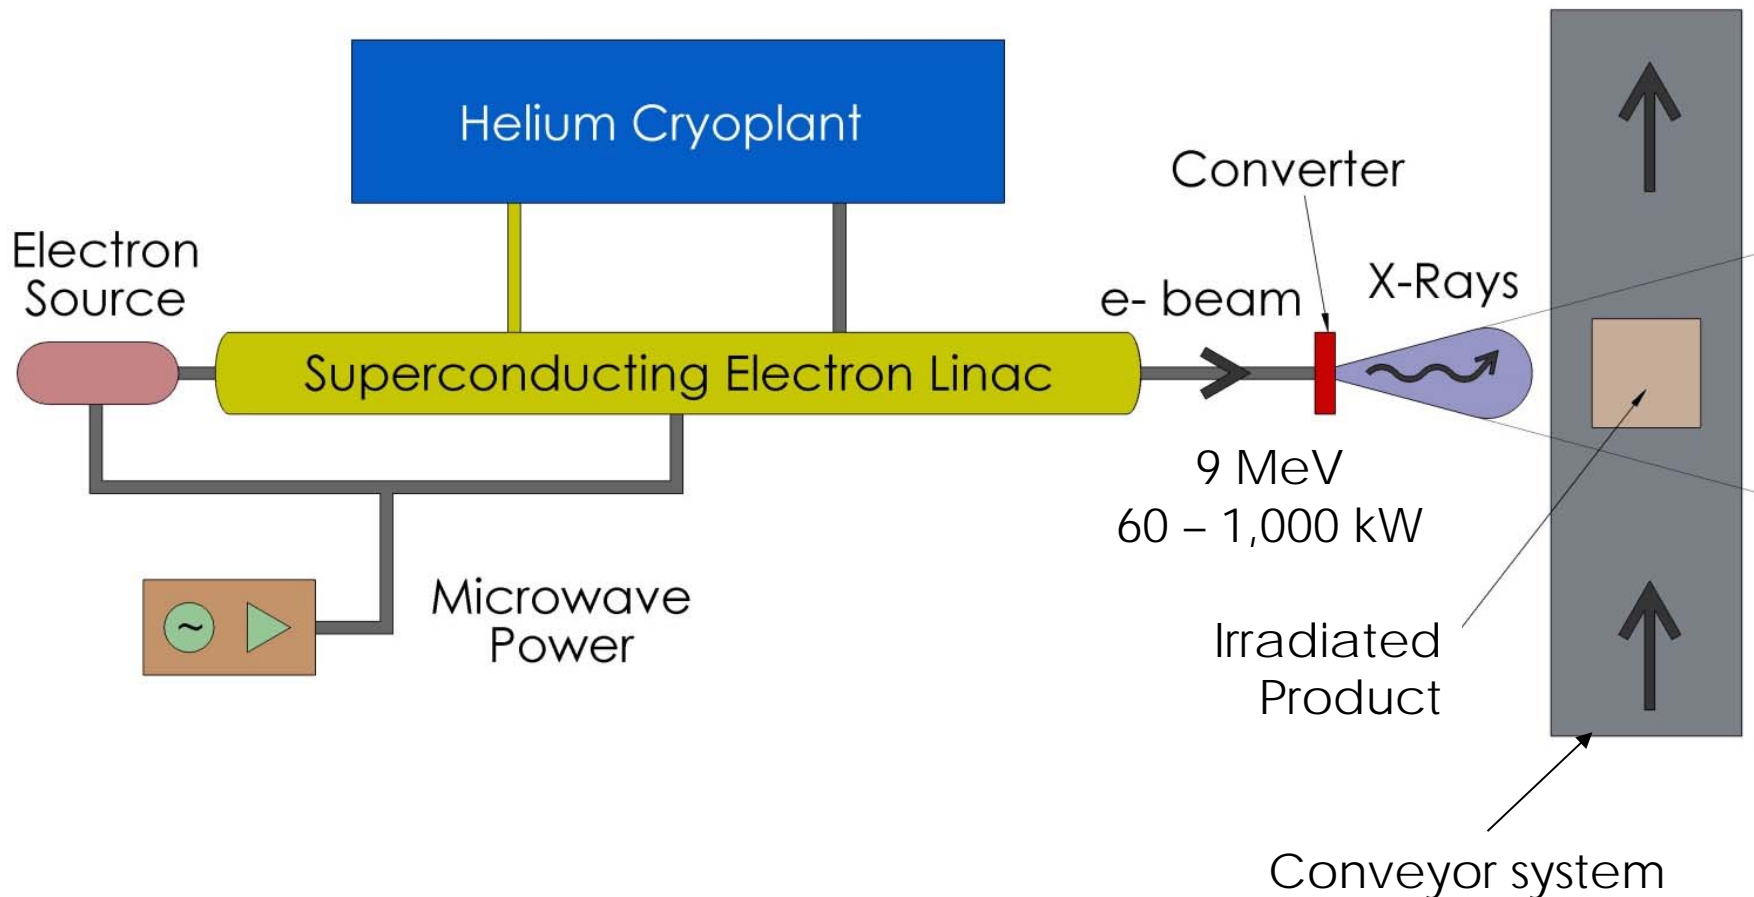 Helium Cryoplant
Converter
Electron
Source
e- beam
X-Rays
Superconducting Electron Linac
9 MeV
60 – 1,000 kW
~
Microwave
Power
Irradiated
Product
Conveyor system